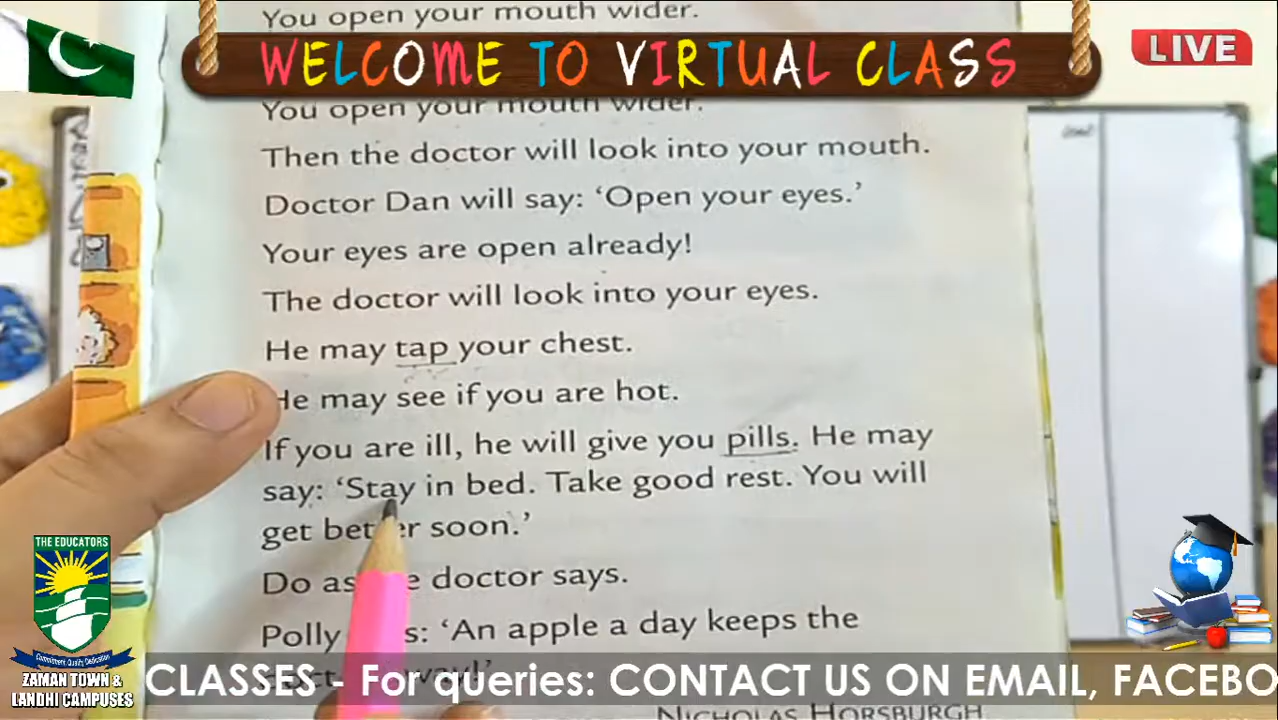 You open your mouth wider.
WELCOME TO VIRTUAL CLASS
LIVE
You open your mouth wider.
Then the doctor will look into your mouth.
Doctor Dan will say: ‘Open your eyes.’
Your eyes are open already!
The doctor will look into your eyes.
He may tap your chest.
He may see if you are hot.
If you are ill, he will give you pills. He may
say: ‘Stay in bed. Take good rest. You will
get better soon.’
Do as doctor says.
Polly ‘An apple a day keeps the
THE EDUCATORS
Commitment Quality Dedication
ZAMAN TOWN &
LANDHI CAMPUSES
CLASSES - For queries: CONTACT US ON EMAIL, FACEBO
NICHOLAS HORSBURGH